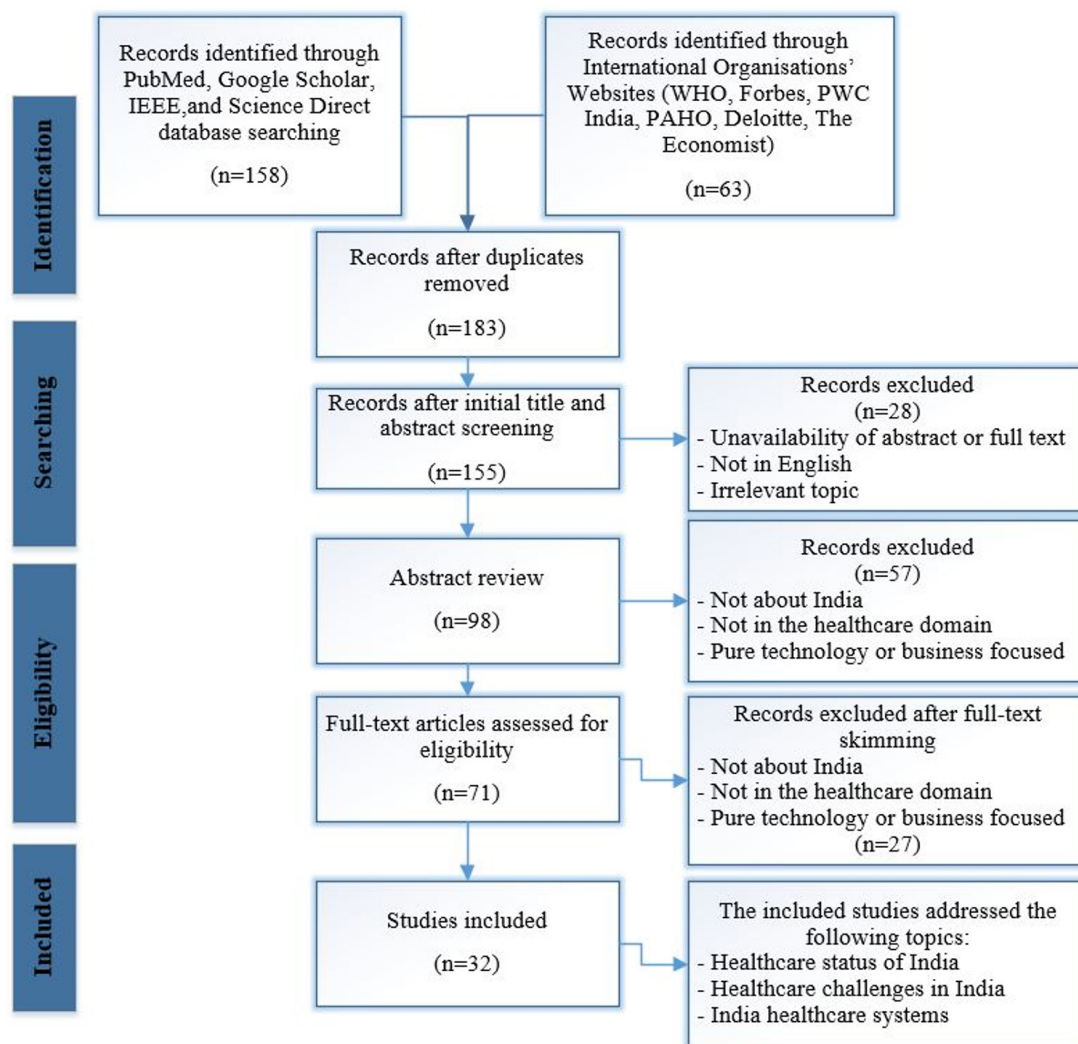 Records identified through
PubMed, Google Scholar,
IEEE,and Science Direct
database searching
(n=158)
Records identified through
International Organisations’
Websites (WHO, Forbes, PWC
India, PAHO, Deloitte, The
Economist)
(n=63)
Identification
Records after duplicates
removed
(n=183)
Searching
Records after initial title and
abstract screening
(n=155)
Records excluded
(n=28)
- Unavailability of abstract or full text
- Not in English
- Irrelevant topic
Eligibility
Abstract review
(n=98)
Records excluded
(n=57)
- Not about India
- Not in the healthcare domain
- Pure technology or business focused
Full-text articles assessed for
eligibility
(n=71)
Records excluded after full-text
skimming
- Not about India
- Not in the healthcare domain
- Pure technology or business focused
(n=27)
Included
Studies included
(n=32)
The included studies addressed the
following topics:
- Healthcare status of India
- Healthcare challenges in India
- India healthcare systems